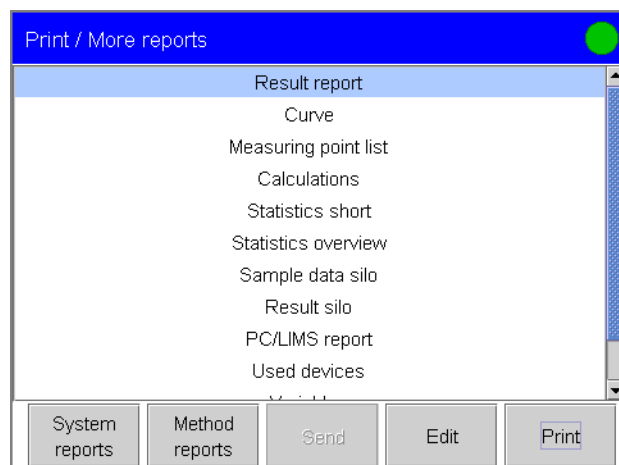 Print / More reports
Result report
Curve
Measuring point list
Calculations
Statistics short
Statistics overview
Sample data silo
Result silo
PC/LIMS report
Used devices
System reports
Method reports
Send
Edit
Print